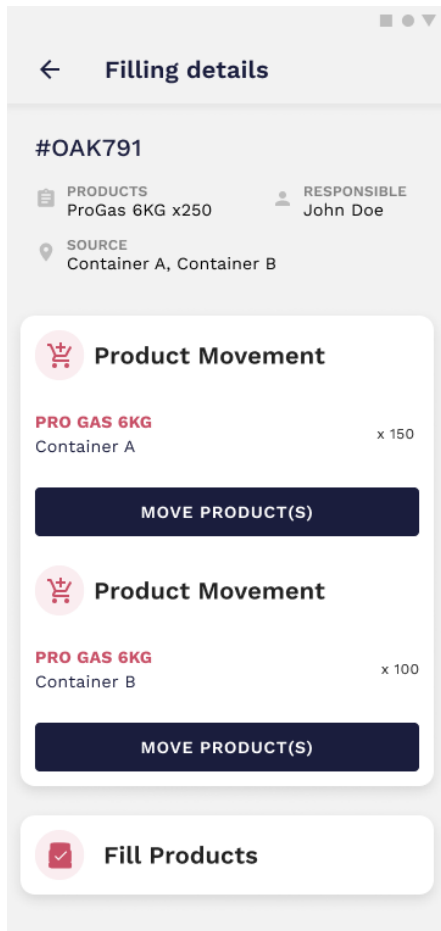 Filling details
#OAK791
PRODUCTS
ProGas 6KG x250
RESPONSIBLE
John Doe
SOURCE
Container A, Container B
Product Movement
PRO GAS 6KG
Container A
x 150
MOVE PRODUCT(S)
Product Movement
PRO GAS 6KG
Container B
x 100
MOVE PRODUCT(S)
Fill Products